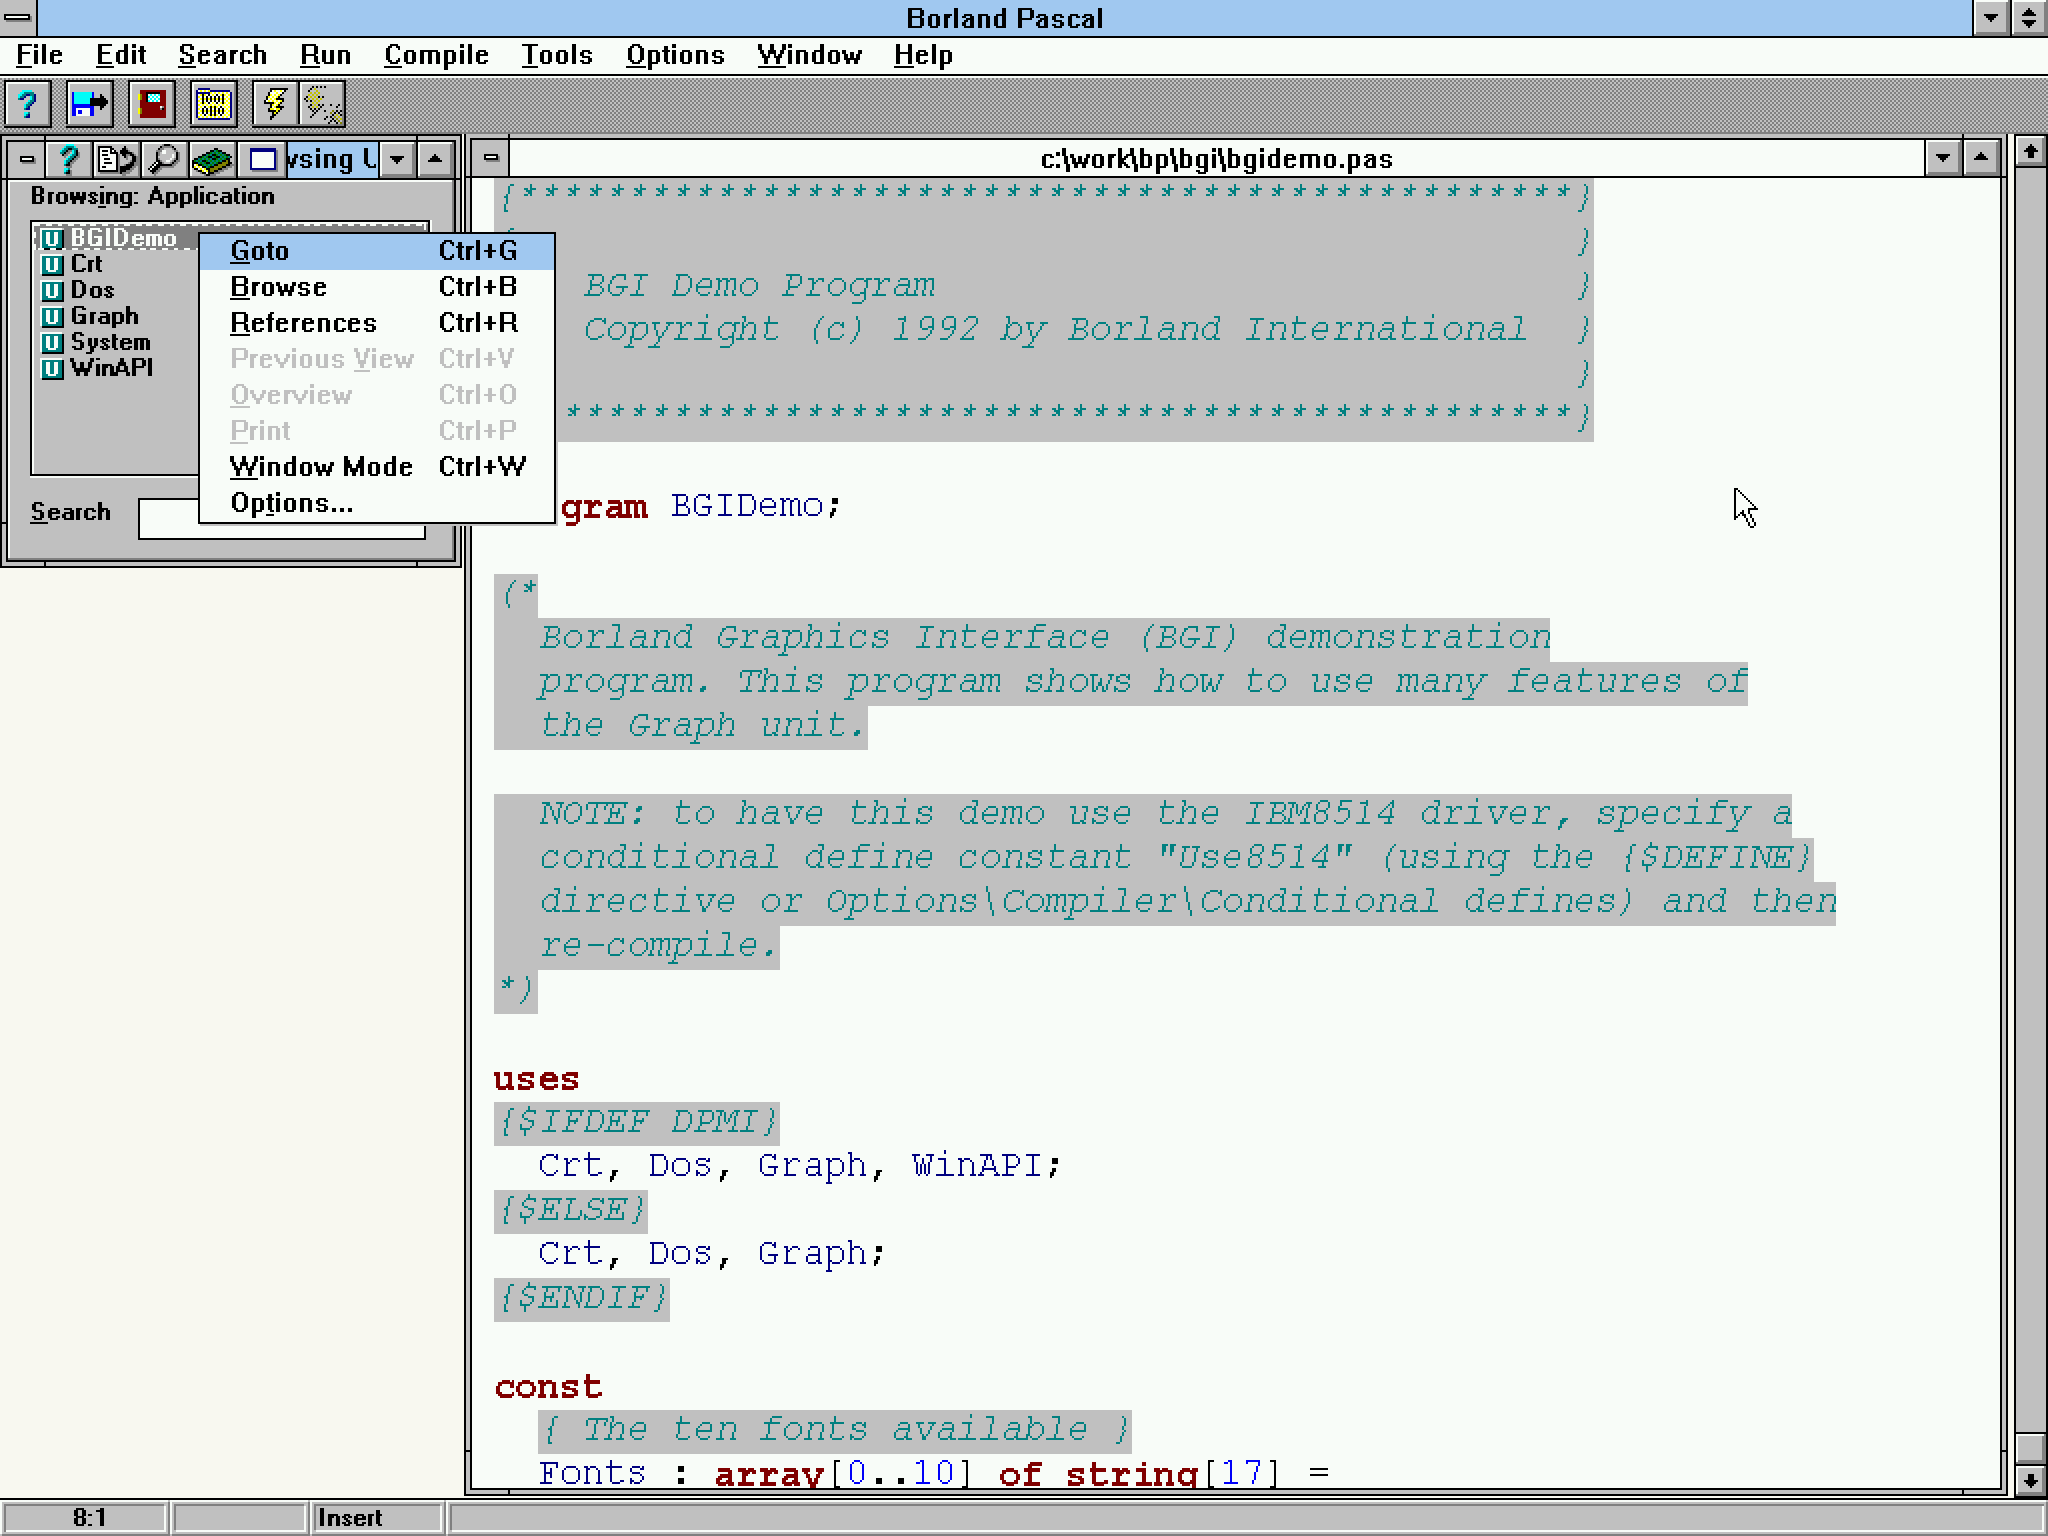 Borland Pascal
File Edit Search Run Compile Tools Options Window Help
Browsing: Application
BGIDemo
Crt
Dos
Graph
System
WinAPI
Search
Goto Ctrl+G
Browse Ctrl+B
References Ctrl+R
Previous View Ctrl+V
Overview Ctrl+O
Print Ctrl+P
Window Mode Ctrl+W
Options...
c:\work\bp\bgi\bgidemo.pas
{************************************************}
}
BGI Demo Program }
Copyright (c) 1992 by Borland International }
}
**********************************************}
gram BGIDemo;
(*
Borland Graphics Interface (BGI) demonstration
program. This program shows how to use many features of
the Graph unit.
NOTE: to have this demo use the IBM8514 driver, specify a
conditional define constant "Use8514" (using the {$DEFINE}
directive or Options\Compiler\Conditional defines) and then
re-compile.
*)
uses
{$IFDEF DPMI}
Crt, Dos, Graph, WinAPI;
{$ELSE}
Crt, Dos, Graph;
{$ENDIF}
const
{ The ten fonts available }
Fonts : array[0..10] of string[17] =
8:1 Insert